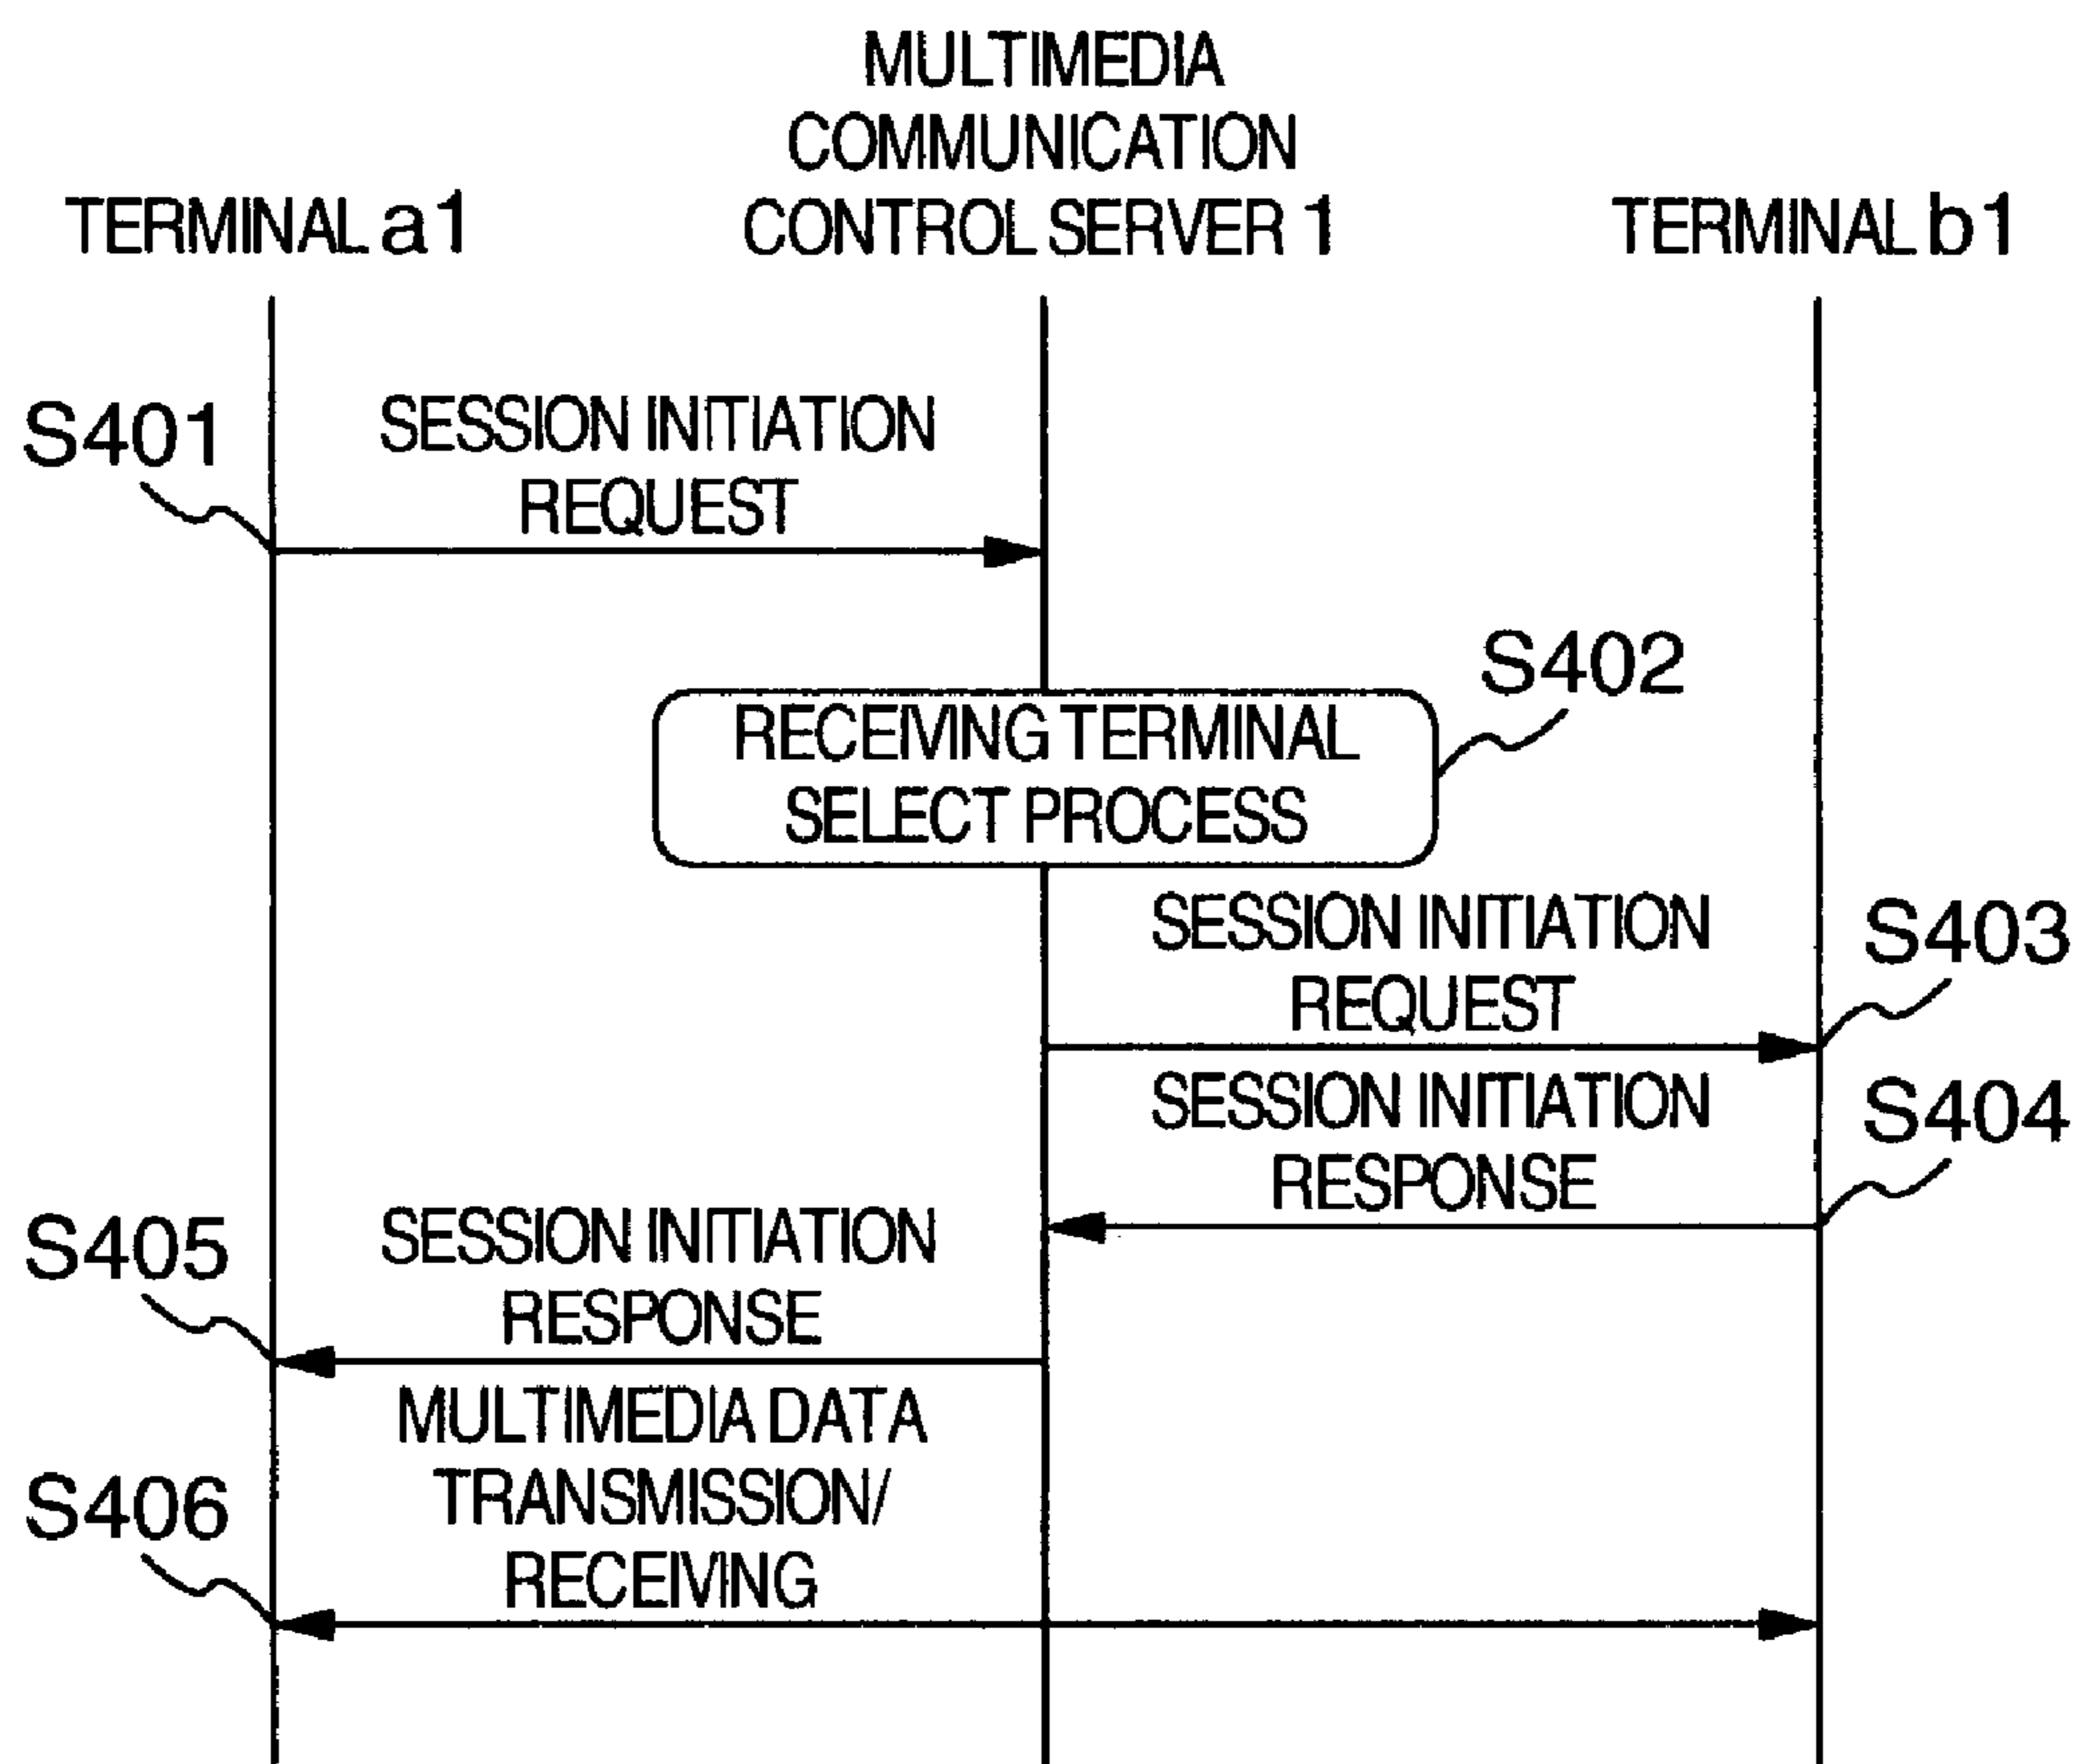 MULTIMEDIA
COMMUNICATION
CONTROL SERVER 1
TERMINAL a1
TERMINAL b1
S401
SESSION INITIATION
REQUEST
S402
RECEIVING TERMINAL
SELECT PROCESS
SESSION INITIATION
REQUEST
S403
SESSION INITIATION
RESPONSE
S404
S405
SESSION INITIATION
RESPONSE
MULTIMEDIA DATA
TRANSMISSION/
RECEIVING
S406